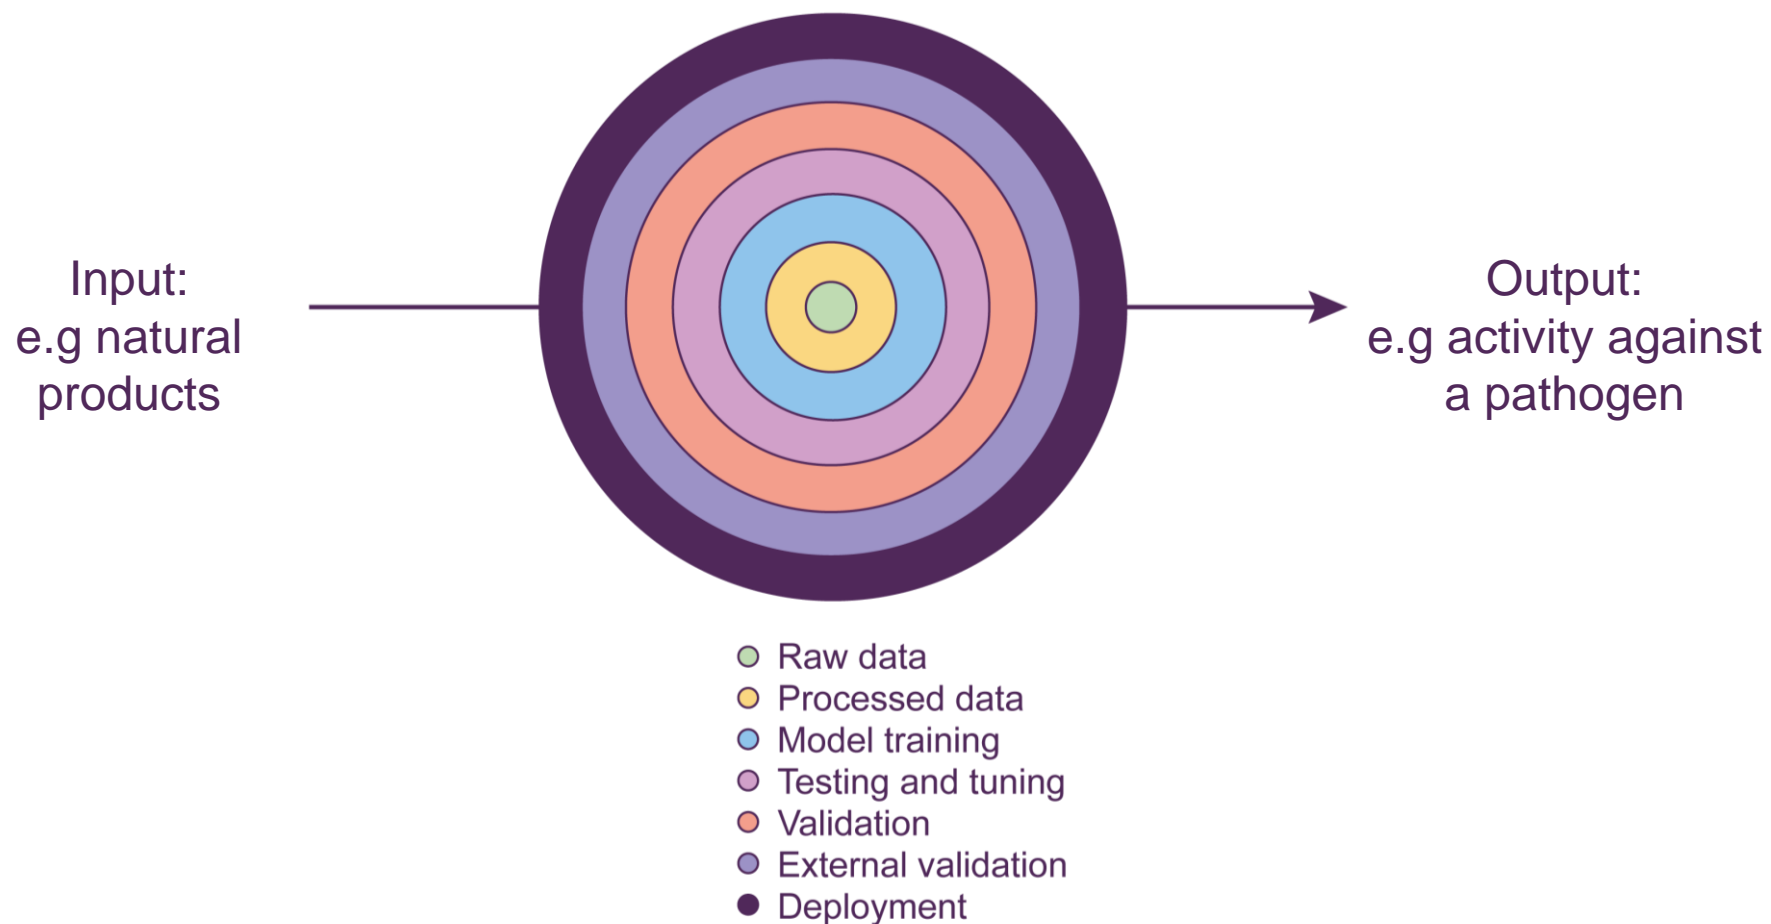 Input:
e.g natural
products
Output:
e.g activity against
a pathogen
Raw data
Processed data
Model training
Testing and tuning
Validation
External validation
Deployment